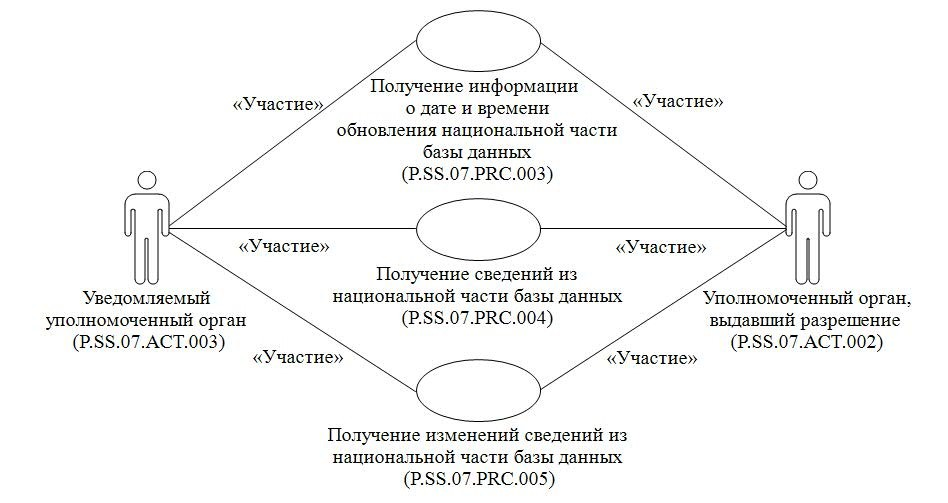 «Участие»
«Участие»
Получение информации
о дате и времени
обновления национальной части
базы данных
(P.SS.07.PRC.003)
«Участие»
«Участие»
Получение сведений из
национальной части базы данных
(P.SS.07.PRC.004)
Уведомляемый
уполномоченный орган
(P.SS.07.ACT.003)
Уполномоченный орган,
выдавший разрешение
(P.SS.07.ACT.002)
«Участие»
«Участие»
Получение изменений сведений из
национальной части базы данных
(P.SS.07.PRC.005)